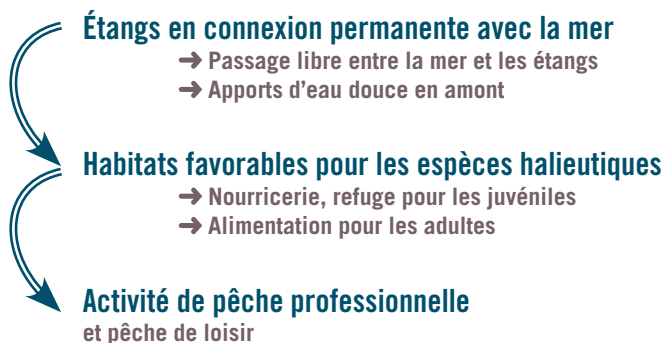 Étangs en connexion permanente avec la mer
➜ Passage libre entre la mer et les étangs
➜ Apports d’eau douce en amont
Habitats favorables pour les espèces halieutiques
➜ Nourricerie, refuge pour les juvéniles
➜ Alimentation pour les adultes
Activité de pêche professionnelle
et pêche de loisir